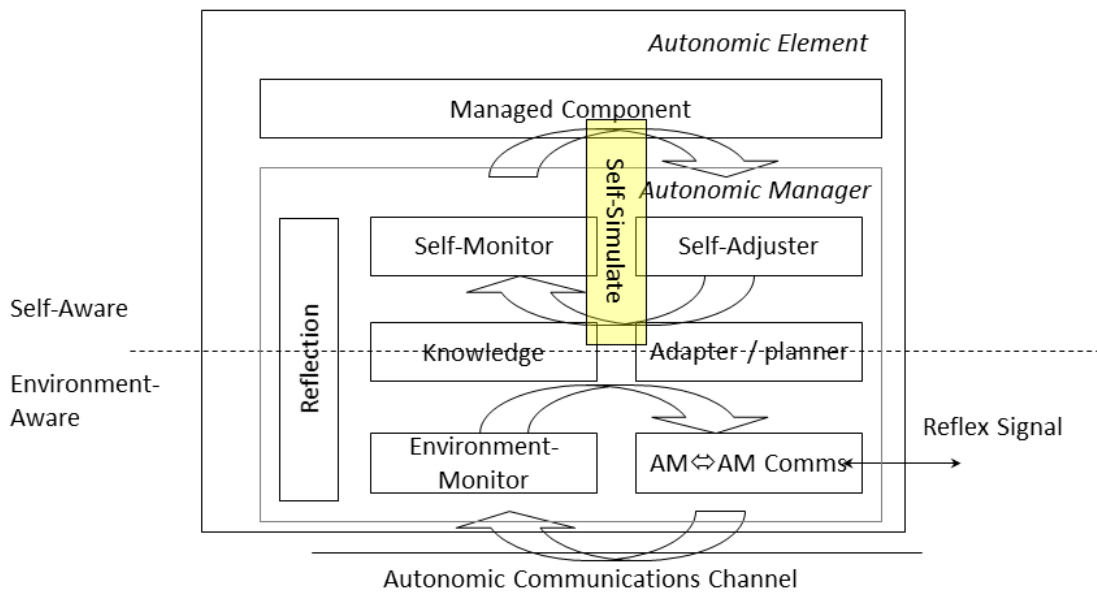 Autonomic Element
Managed Component
Autonomic Manager
Self-Simulate
Self-Monitor
Self-Adjuster
Self-Aware
Reflection
Knowledge
Adapter / planner
Environment-
Aware
Environment-
Monitor
AM⇔AM Comms
Reflex Signal
Autonomic Communications Channel